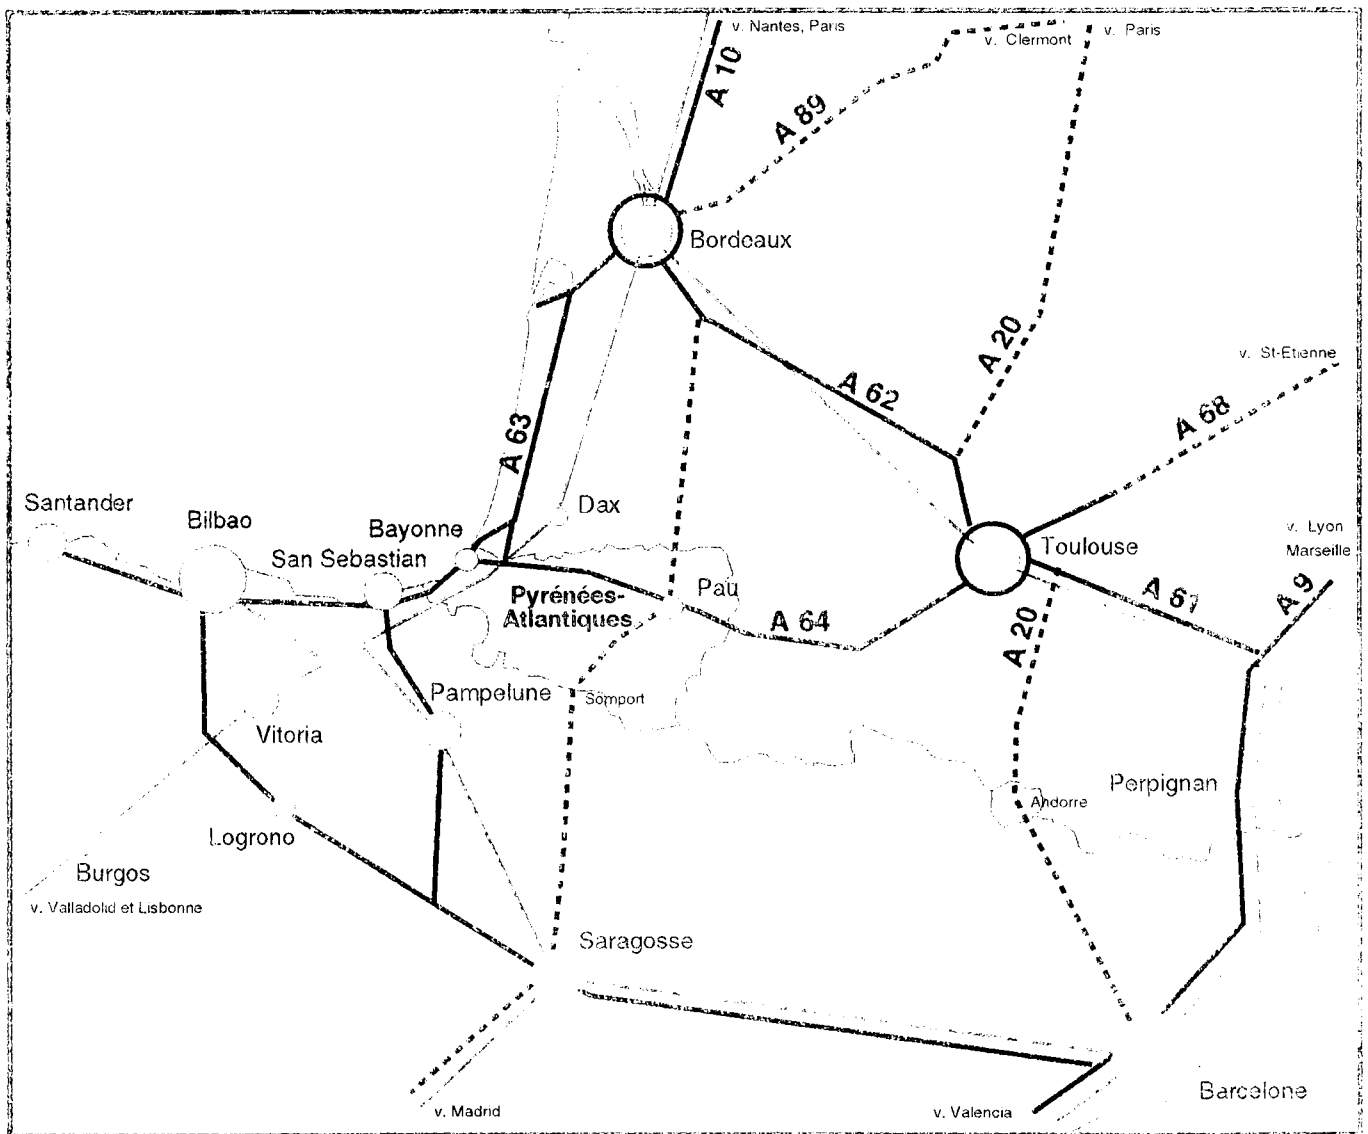 v. Nantes, Paris
v. Clermont
v. Paris
A 10
A 89
Bordeaux
A 20
v. St-Etienne
A 62
A 68
A 63
Santander
Bilbao
Bayonne
Dax
San Sebastian
Toulouse
v. Lyon
Marseille
Pyrénées-
Atlantiques
Pau
A 64
A 20
A 61
A 9
Pampelune
Somport
Vitoria
Perpignan
Andorre
Logrono
Burgos
v. Valladolid et Lisbonne
Saragosse
v. Madrid
v. Valencia
Barcelone